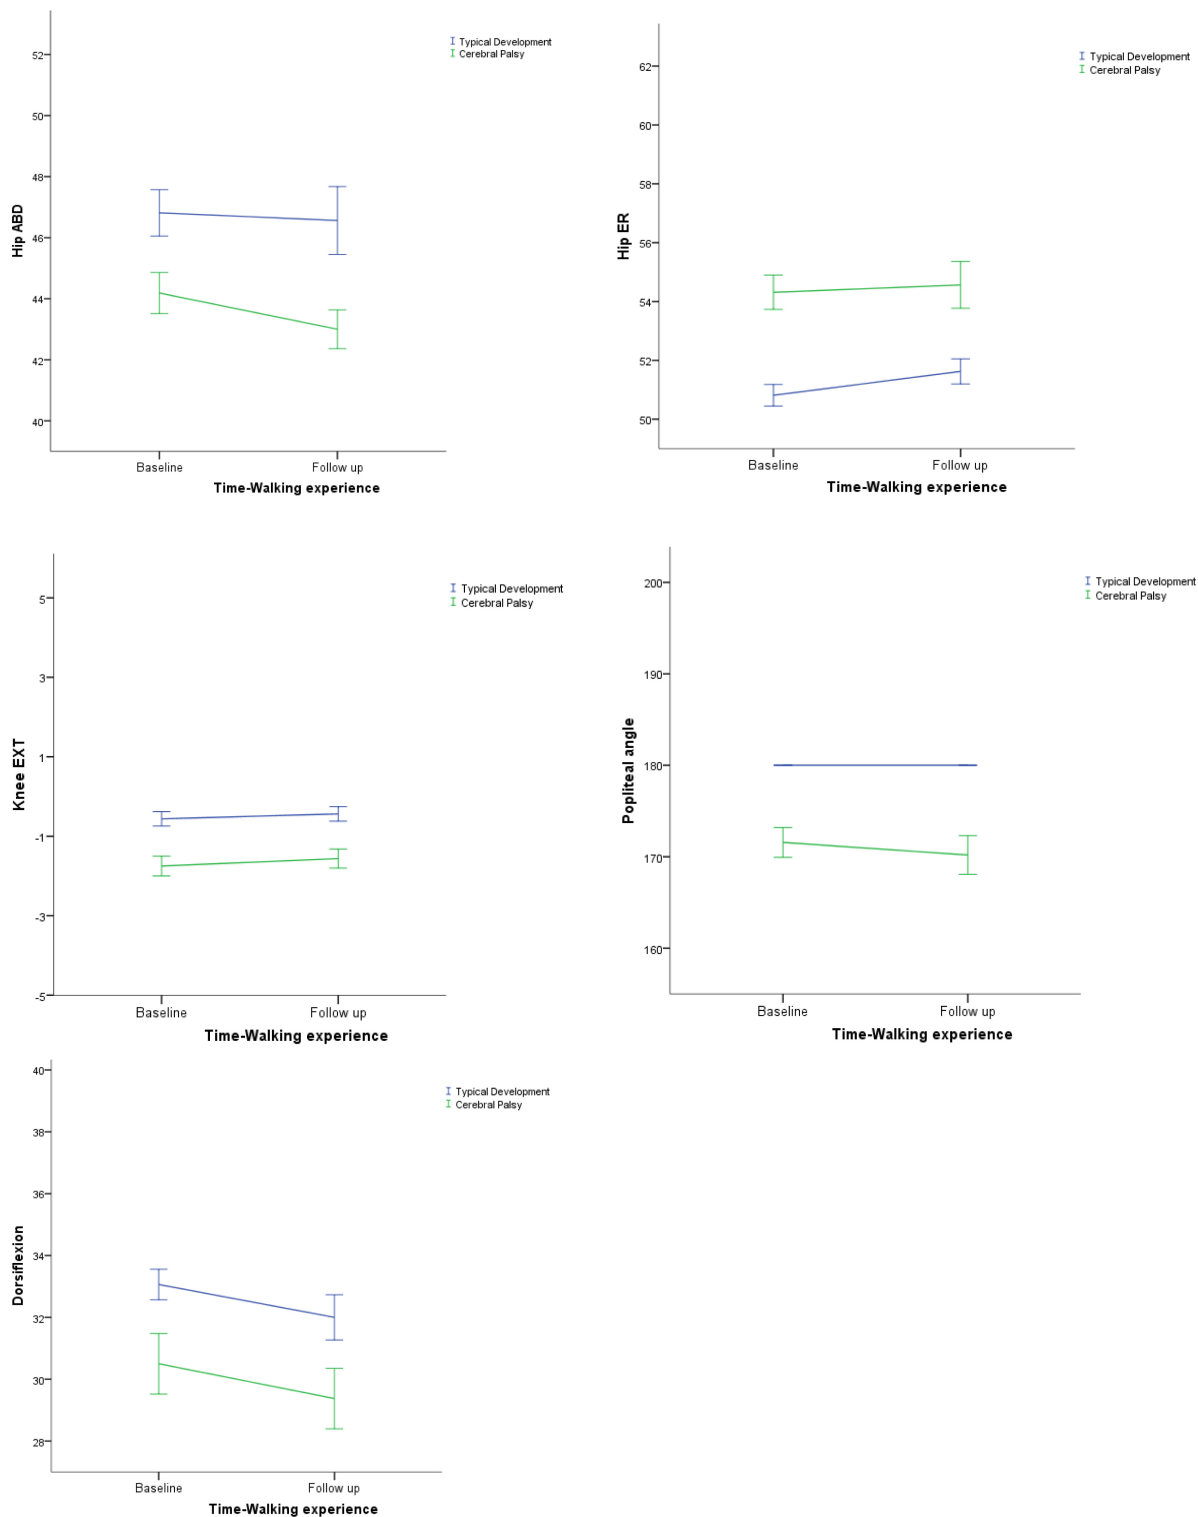 Typical Development
Cerebral Palsy
52
50
48
46
44
42
40
Hip ABD
Baseline
Follow up
Time-Walking experience
Typical Development
Cerebral Palsy
62
60
58
56
54
52
50
Hip ER
Baseline
Follow up
Time-Walking experience
Typical Development
Cerebral Palsy
5
3
1
-1
-3
-5
Knee EXT
Baseline
Follow up
Time-Walking experience
Typical Development
Cerebral Palsy
200
190
180
170
160
Popliteal angle
Baseline
Follow up
Time-Walking experience
Typical Development
Cerebral Palsy
40
38
36
34
32
30
28
Dorsiflexion
Baseline
Follow up
Time-Walking experience